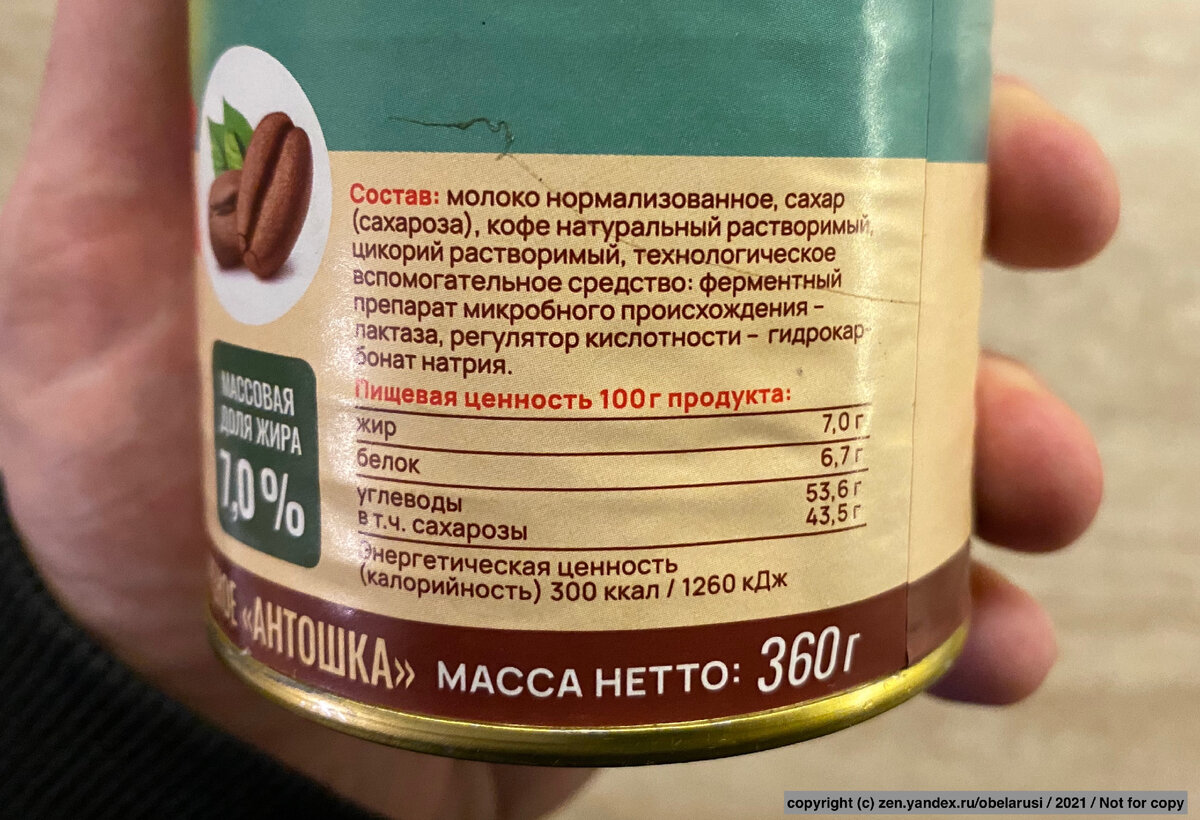 Состав: молоко нормализованное, сахар
(сахароза), кофе натуральный растворимый,
цикорий растворимый, технологическое
вспомогательное средство: ферментный
препарат микробного происхождения –
лактаза, регулятор кислотности – гидрокар-
бонат натрия.
Пищевая ценность 100 г продукта:
жир 7,0 г
белок 6,7 г
углеводы 53,6 г
в т.ч. сахарозы 43,5 г
Энергетическая ценность
(калорийность) 300 ккал / 1260 кДж
МАССОВАЯ
ДОЛЯ ЖИРА
7,0 %
«АНТОШКА» МАССА НЕТТО: 360 г
copyright (c) zen.yandex.ru/obelarusi / 2021 / Not for copy